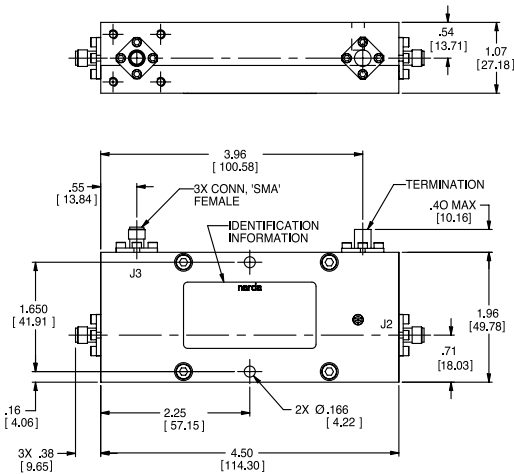 .54
[13.71]
1.07
[27.18]
3.96
[ 100.58]
.55
[ 13.84]
3X CONN, 'SMA'
FEMALE
TERMINATION
.40 MAX
[10.16]
IDENTIFICATION
INFORMATION
J3
narda
1.650
[ 41.91]
J2
1.96
[49.78]
.71
[18.03]
.16
[ 4.06]
2.25
[ 57.15]
2X Ø.166
[ 4.22]
3X .38
[ 9.65]
4.50
[114.30]